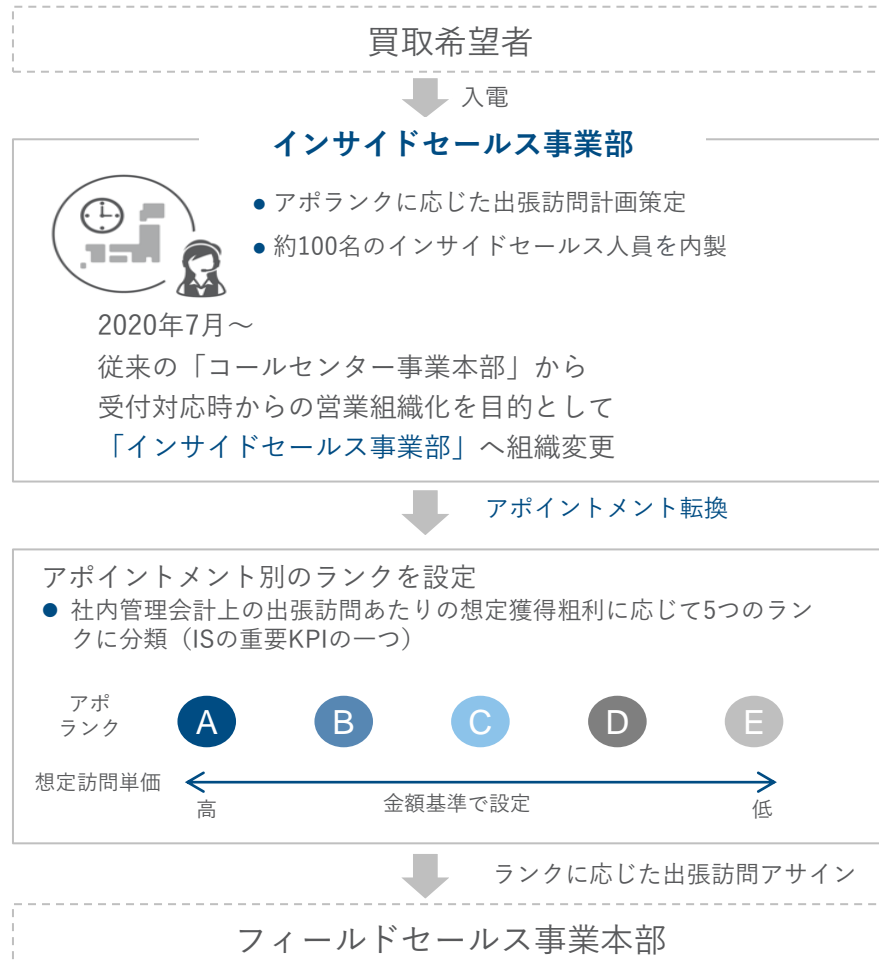 買取希望者
入電
インサイドセールス事業部
● アポランクに応じた出張訪問計画策定
● 約100名のインサイドセールス人員を内製
2020年7月～
従来の「コールセンター事業本部」から
受付対応時からの営業組織化を目的として
「インサイドセールス事業部」へ組織変更
アポイントメント転換
アポイントメント別のランクを設定
● 社内管理会計上の出張訪問あたりの想定獲得粗利に応じて5つのラン
クに分類（ISの重要KPIの一つ）
アポ
ランク
A B C D E
想定訪問単価
高 金額基準で設定 低
ランクに応じた出張訪問アサイン
フィールドセールス事業本部